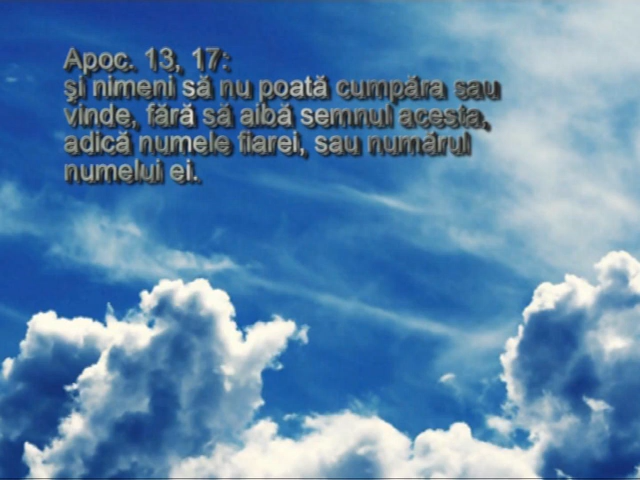 Apoc. 13, 17:
şi nimeni să nu poată cumpăra sau
vinde, fără să aibă semnul acesta,
adică numele fiarei, sau numărul
numelui ei.